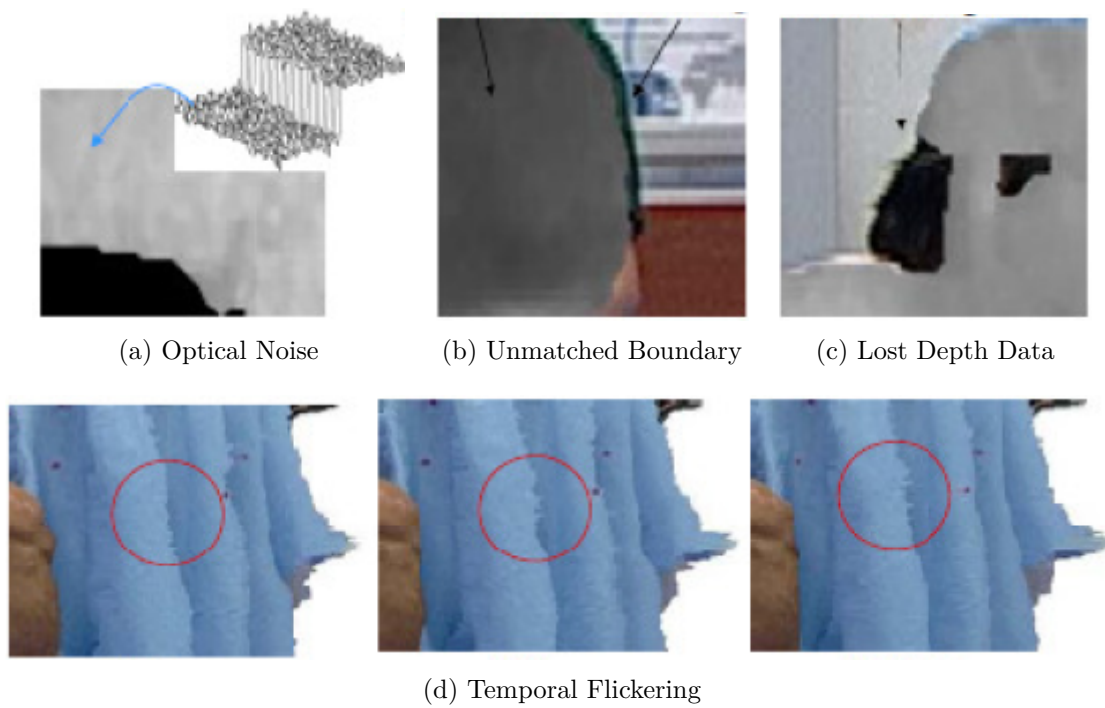 (a) Optical Noise
(b) Unmatched Boundary
(c) Lost Depth Data
(d) Temporal Flickering